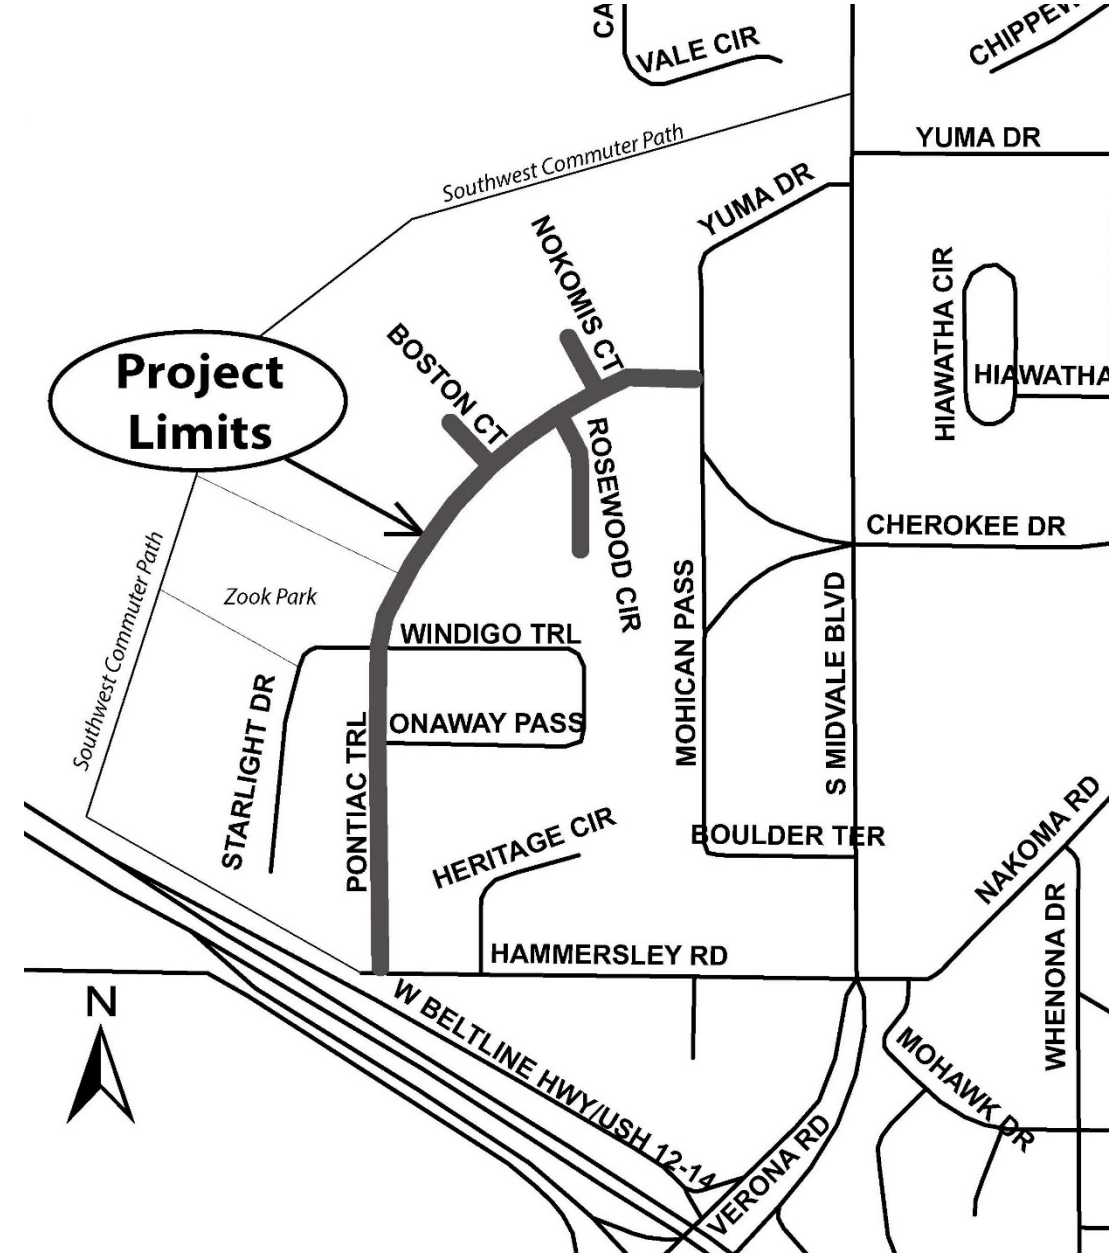 CA
VALE CIR
CHIPPEW
YUMA DR
Southwest Commuter Path
YUMA DR
NOKOMIS CT
HIAWATHA CIR
BOSTON CT
Project
Limits
HIAWATHA
ROSEWOOD CIR
CHEROKEE DR
Southwest Commuter Path
Zook Park
WINDIGO TRL
MOHICAN PASS
S MIDVALE BLVD
STARLIGHT DR
ONAWAY PASS
PONTIAC TRL
HERITAGE CIR
BOULDER TER
NAKOMA RD
HAMMERSLEY RD
WHENONA DR
N
W BELTLINE HWY/USH 12-14
MOHAWK DR
VERONA RD